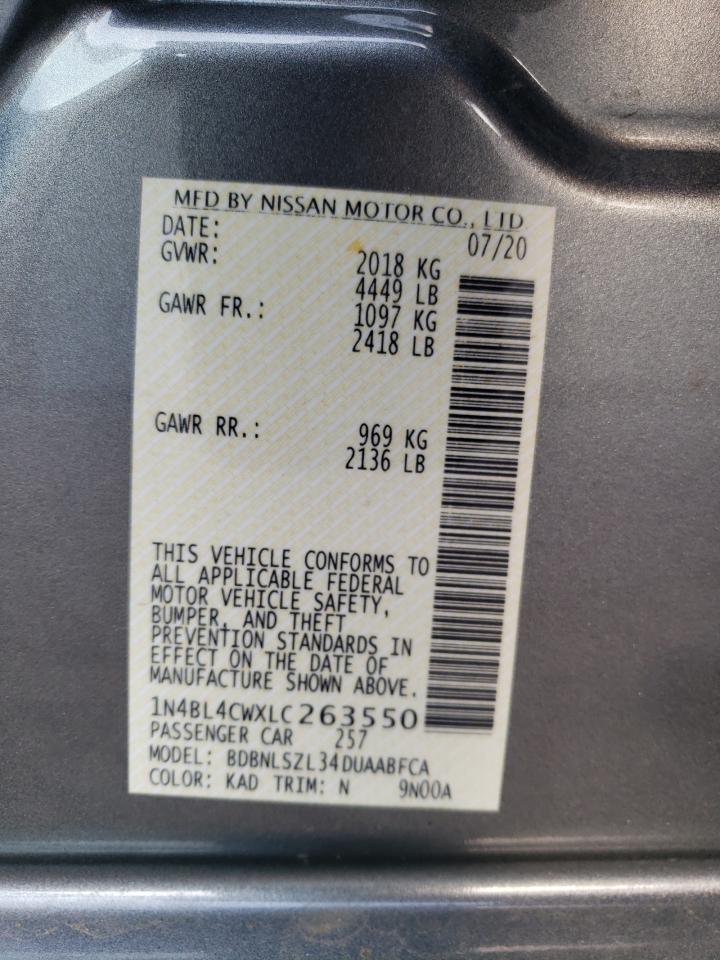 MFD BY NISSAN MOTOR CO., LTD
DATE: 07/20
GVWR: 2018 KG
4449 LB
GAWR FR.: 1097 KG
2418 LB
GAWR RR.: 969 KG
2136 LB
THIS VEHICLE CONFORMS TO
ALL APPLICABLE FEDERAL
MOTOR VEHICLE SAFETY,
BUMPER, AND THEFT
PREVENTION STANDARDS IN
EFFECT ON THE DATE OF
MANUFACTURE SHOWN ABOVE.
1N4BL4CWXLC263550
PASSENGER CAR 257
MODEL: BDBNLSZL34DUAABFCA
COLOR: KAD TRIM: N 9N00A